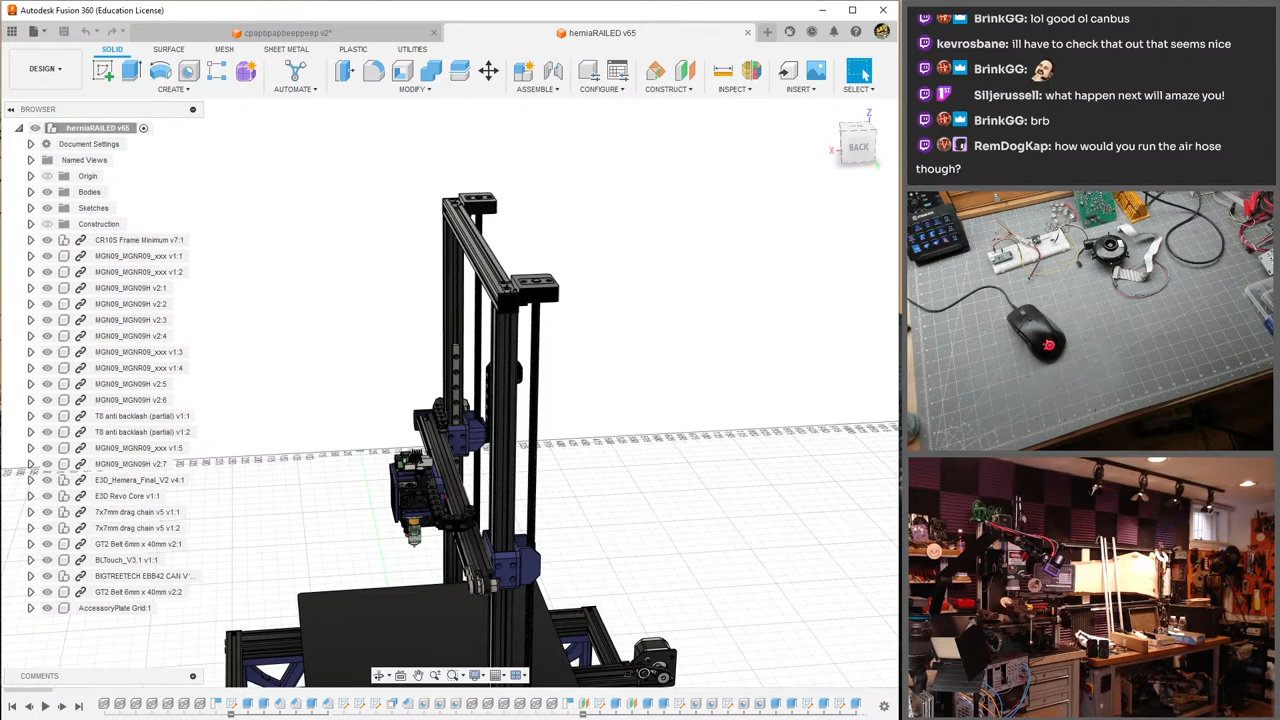 Autodesk Fusion 360 (Education License)
cpapbpapbeeppeep v2*
herniaRAILED v65
SOLID SURFACE MESH SHEET METAL PLASTIC UTILITIES
DESIGN
CREATE AUTOMATE MODIFY ASSEMBLE CONFIGURE CONSTRUCT INSPECT INSERT SELECT
BROWSER
herniaRAILED v65
Document Settings
Named Views
Origin
Bodies
Sketches
Construction
CR10S Frame Minimum v7:1
MGN09_MGNR09_xxx v1:1
MGN09_MGNR09_xxx v1:2
MGN09_MGN09H v2:1
MGN09_MGN09H v2:2
MGN09_MGN09H v2:3
MGN09_MGN09H v2:4
MGN09_MGNR09_xxx v1:3
MGN09_MGNR09_xxx v1:4
MGN09_MGN09H v2:5
MGN09_MGN09H v2:6
T8 anti backlash (partial) v1:1
T8 anti backlash (partial) v1:2
MGN09_MGNR09_xxx v1:5
MGN09_MGN09H v2:7
E3D_Hemera_Final_V2 v4:1
E3D Revo Core v1:1
7x7mm drag chain v5 v1:1
7x7mm drag chain v5 v1:2
GT2 Belt 6mm x 40mm v2:1
BLTouch_V3.1 v1:1
BIGTREETECH EBB42 CAN V'...
GT2 Belt 6mm x 40mm v2:2
AccessoryPlate Grid:1
COMMENTS
Z
BACK
X
BrinkGG: lol good ol canbus
kevrosbane: ill have to check that out that seems nice
BrinkGG:
1ST Siljerussell: what happen next will amaze you!
BrinkGG: brb
RemDogKap: how would you run the air hose
though?